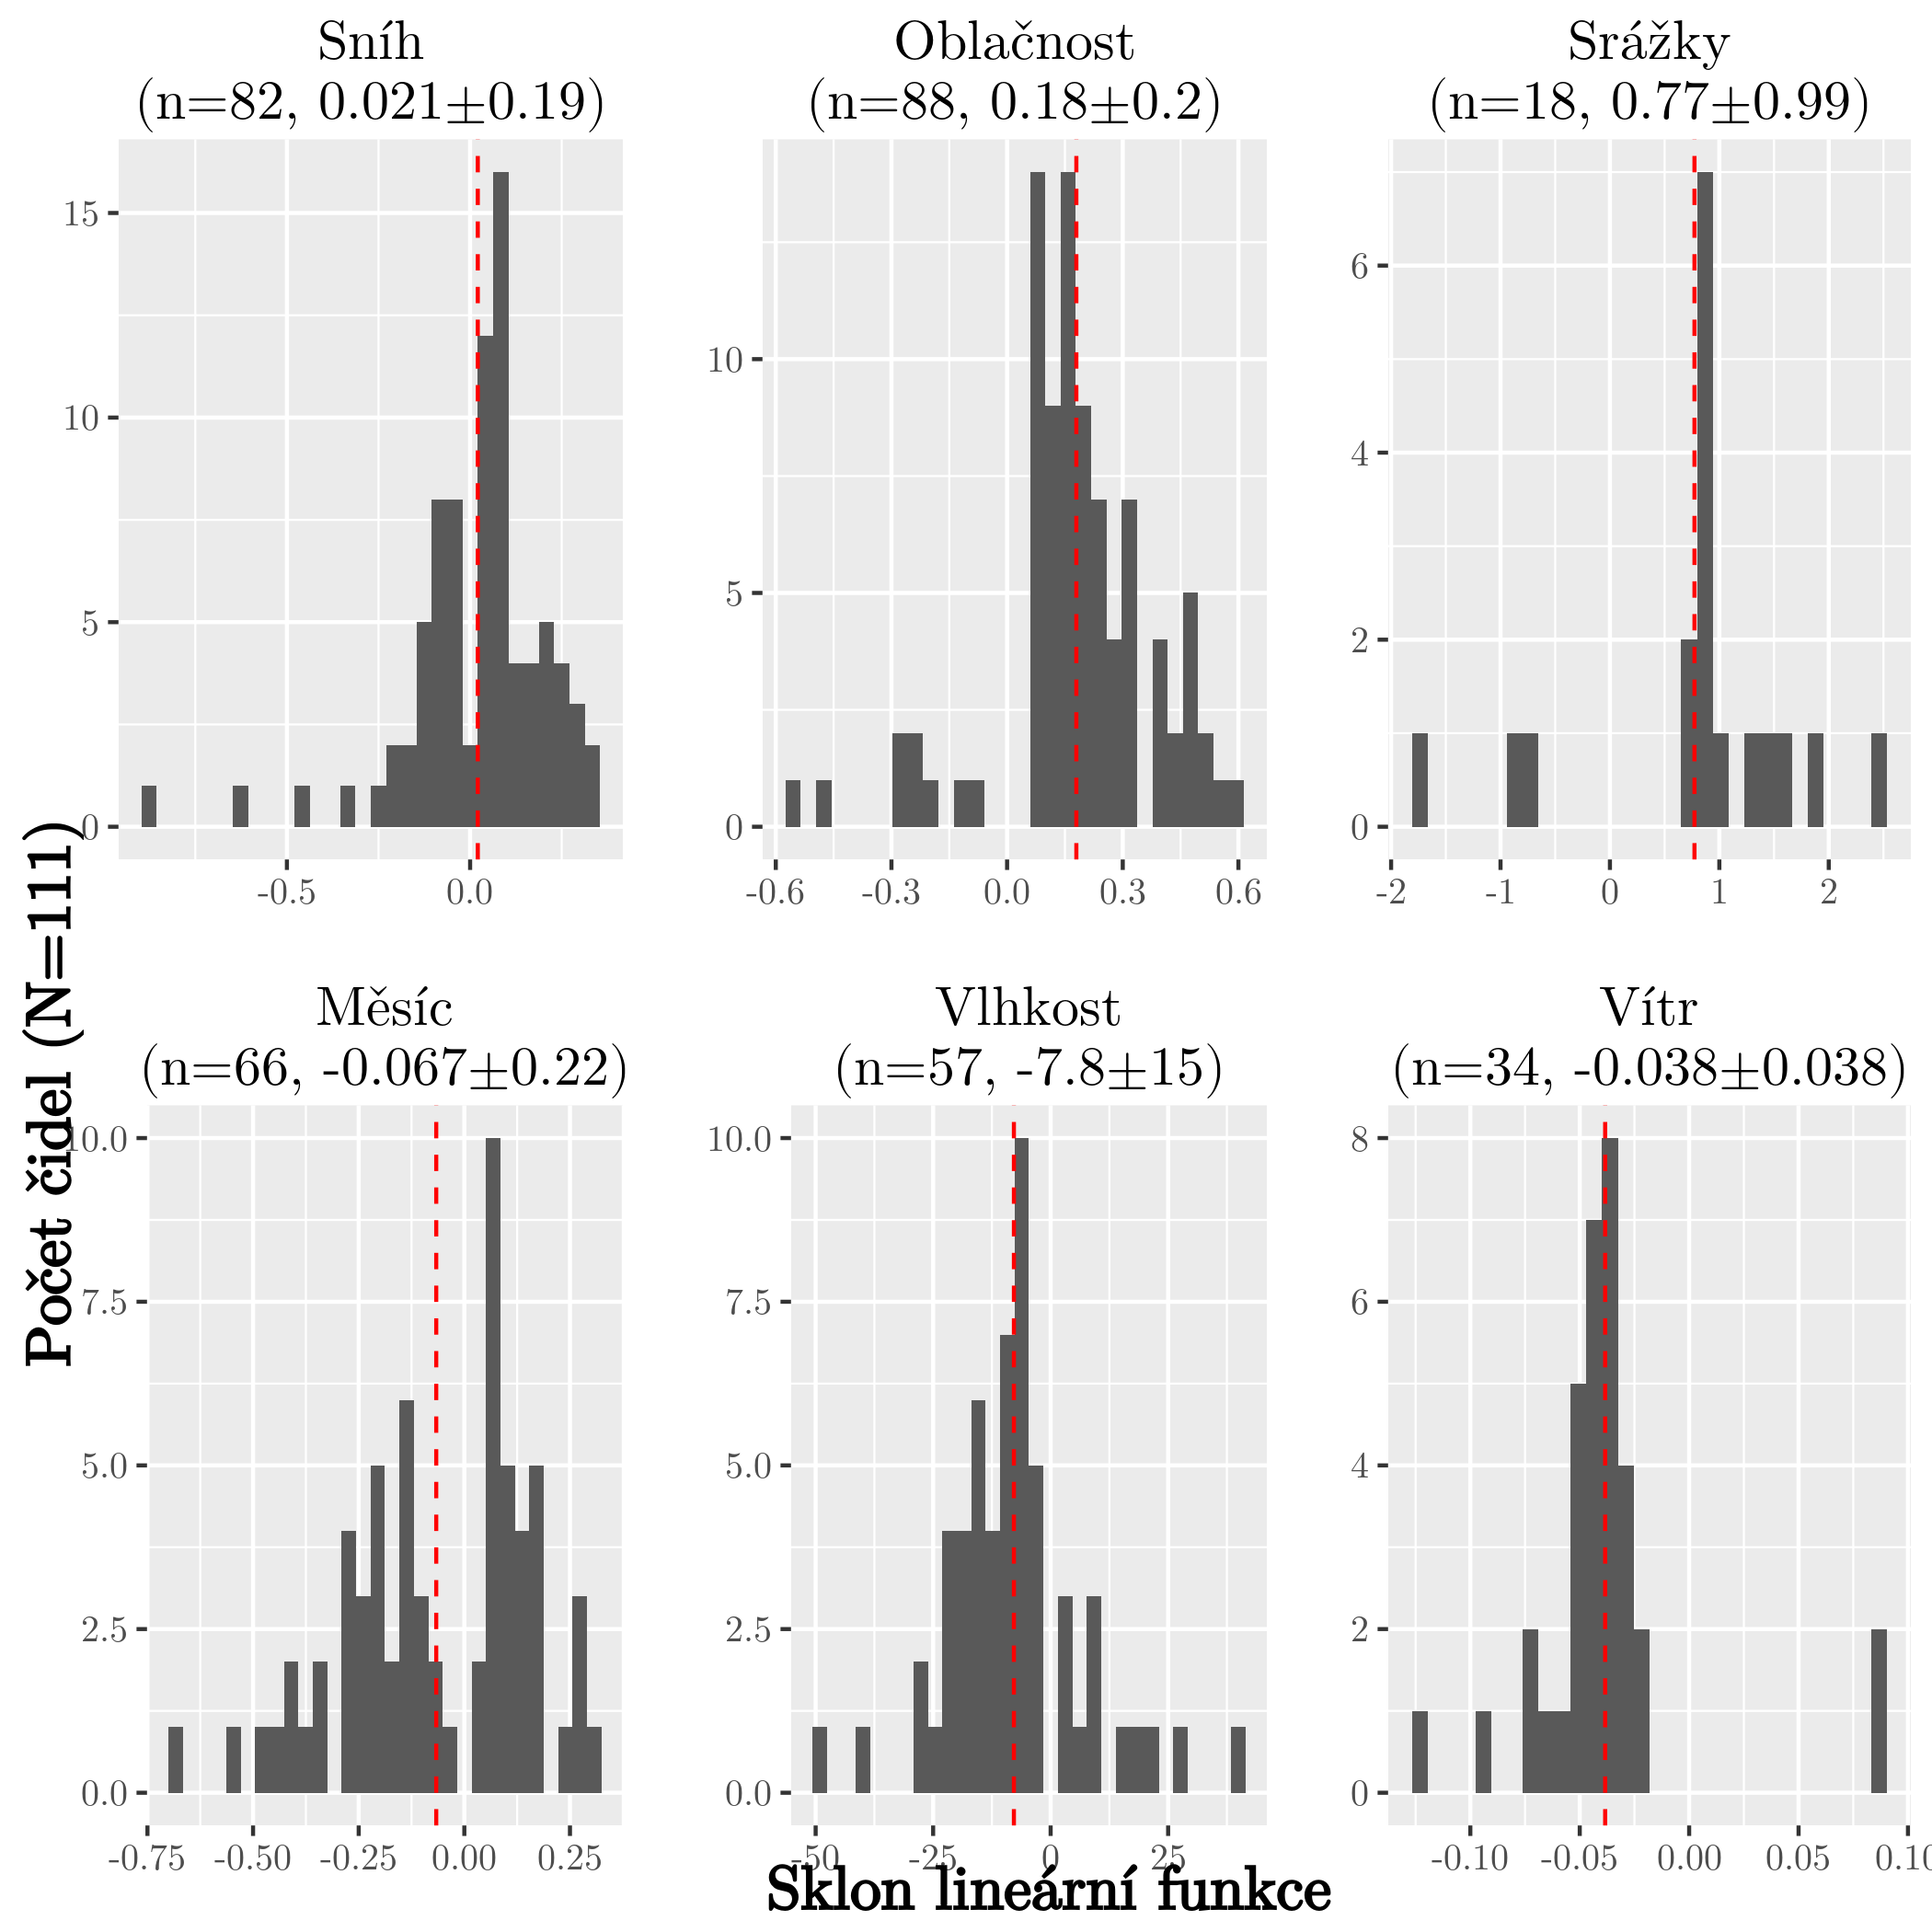 Sníh
(n=82, 0.021±0.19)
15
10
5
0
-0.5 0.0
Oblačnost
(n=88, 0.18±0.2)
10
5
0
-0.6 -0.3 0.0 0.3 0.6
Srážky
(n=18, 0.77±0.99)
6
4
2
0
-2 -1 0 1 2
Počet čidel (N=111)
Měsíc
(n=66, -0.067±0.22)
10.0
7.5
5.0
2.5
0.0
-0.75 -0.50 -0.25 0.00 0.25
Vlhkost
(n=57, -7.8±15)
10.0
7.5
5.0
2.5
0.0
-50 -25 0 25
Vítr
(n=34, -0.038±0.038)
8
6
4
2
0
-0.10 -0.05 0.00 0.05 0.10
Sklon lineární funkce